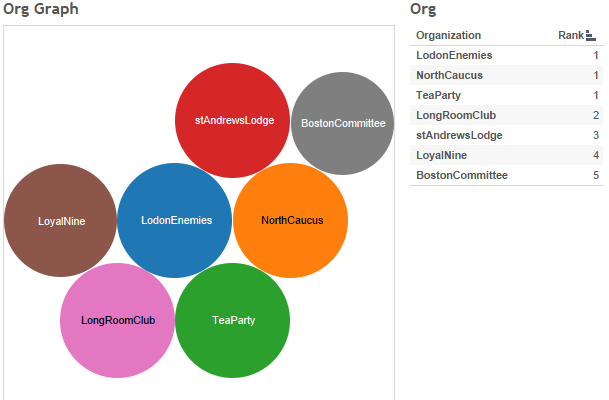 Org Graph
stAndrewsLodge
BostonCommittee
LoyalNine
LodonEnemies
NorthCaucus
LongRoomClub
TeaParty
Org
Organization Rank
LodonEnemies 1
NorthCaucus 1
TeaParty 1
LongRoomClub 2
stAndrewsLodge 3
LoyalNine 4
BostonCommittee 5